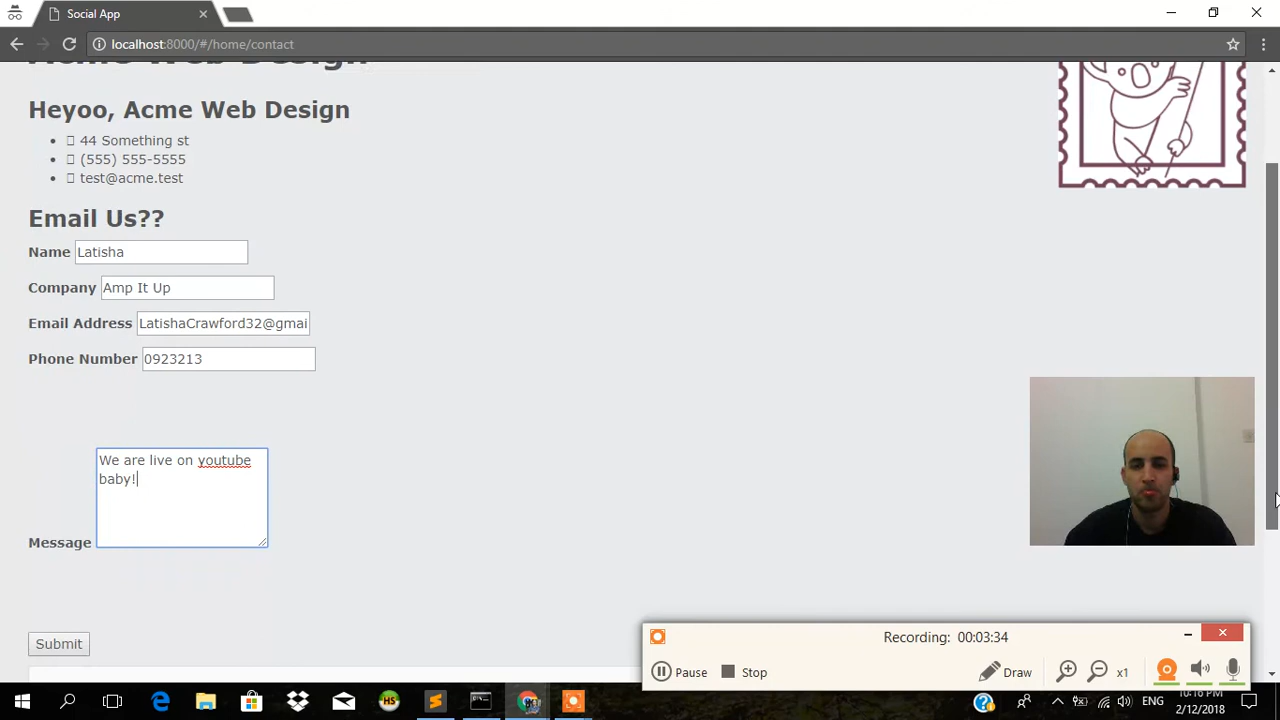 Social App
localhost:8000/#/home/contact
Acme Web Design
Heyoo, Acme Web Design
44 Something st
(555) 555-5555
test@acme.test
Email Us??
Name Latisha
Company Amp It Up
Email Address LatishaCrawford32@gmai
Phone Number 0923213
We are live on youtube
baby!
Message
Submit
Recording: 00:03:34
Pause
Stop
Draw
x1
ENG
10:16 PM
2/12/2018